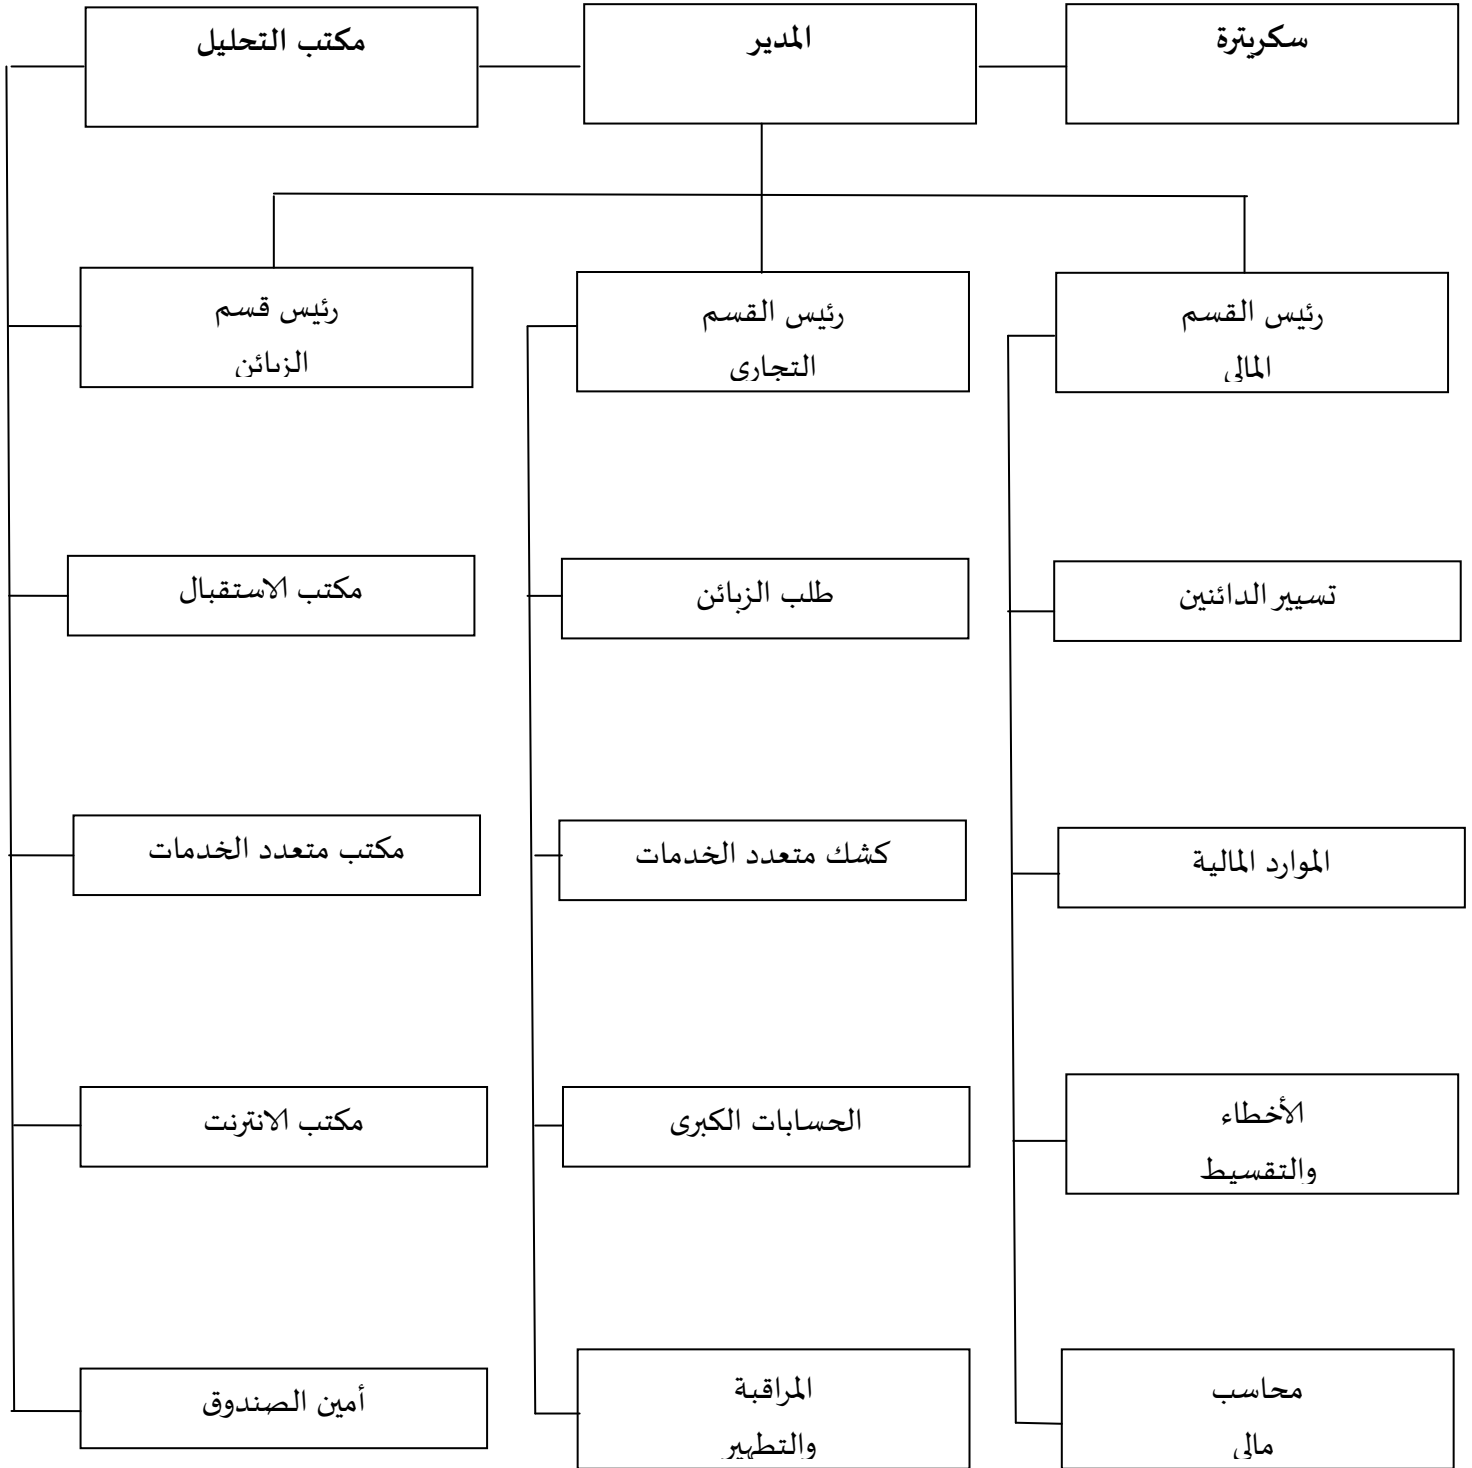 سكريترة
المدير
مكتب التحليل
رئيس القسم
المالي
رئيس القسم
التجاري
رئيس قسم
الزبائن
تسيير الدائنين
طلب الزبائن
مكتب الاستقبال
الموارد المالية
كشك متعدد الخدمات
مكتب متعدد الخدمات
الأخطاء
والتقسيط
الحسابات الكبرى
مكتب الانترنت
محاسب
مالي
المراقبة
والتطهير
أمين الصندوق